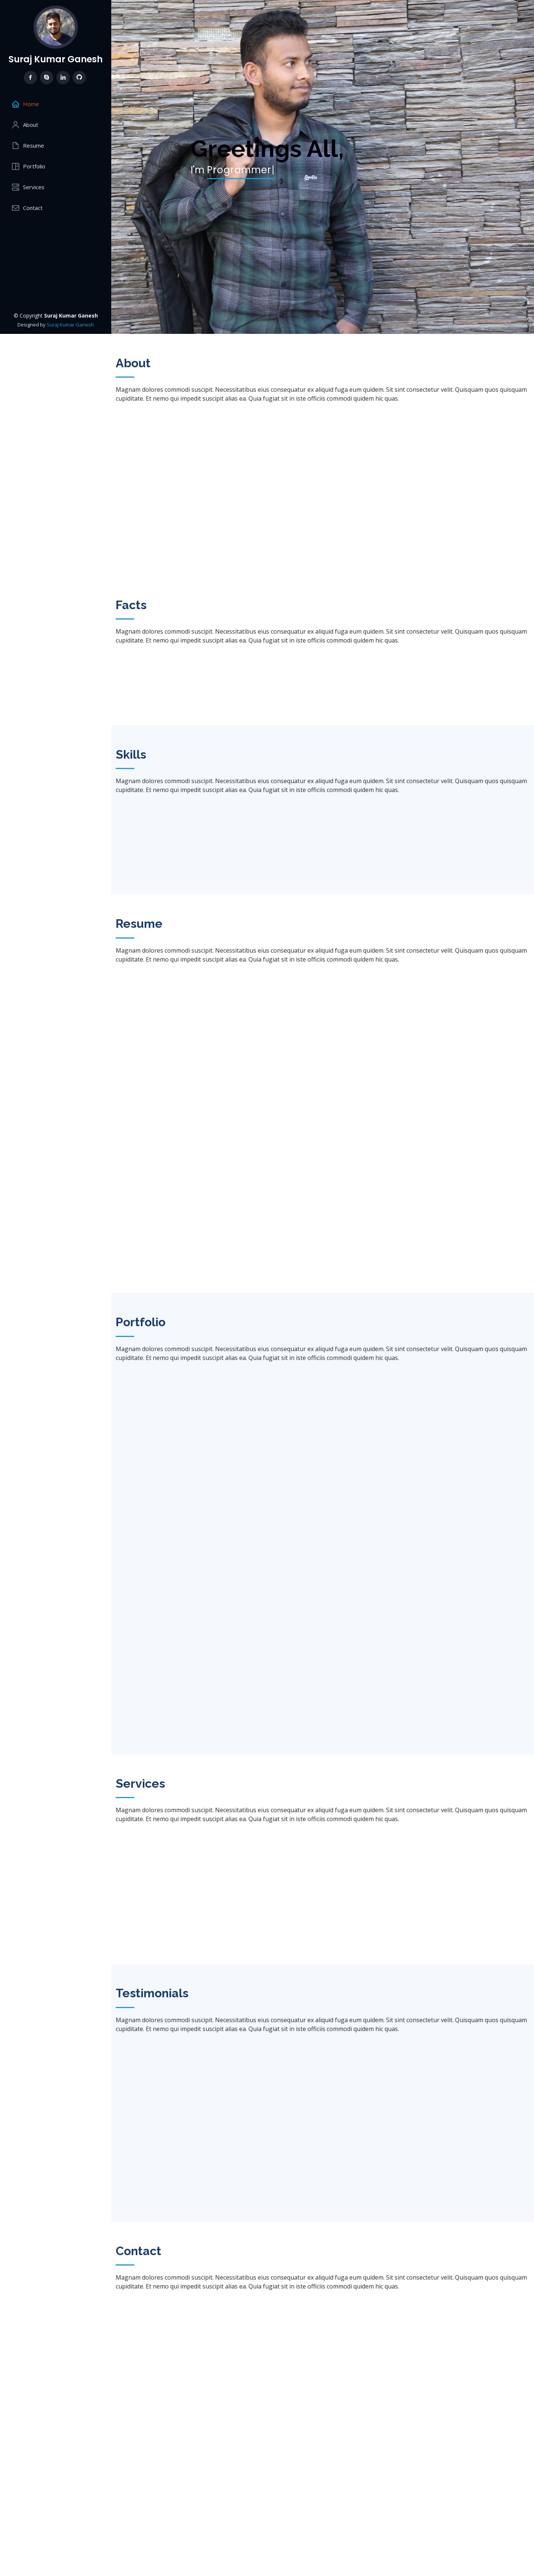 Suraj Kumar Ganesh
Home
About
Resume
Portfolio
Services
Contact
© Copyright Suraj Kumar Ganesh
Designed by Suraj Kumar Ganesh
Greetings All,
I'm Programmer|
About
Magnam dolores commodi suscipit. Necessitatibus eius consequatur ex aliquid fuga eum quidem. Sit sint consectetur velit. Quisquam quos quisquam
cupiditate. Et nemo qui impedit suscipit alias ea. Quia fugiat sit in iste officiis commodi quidem hic quas.
Facts
Magnam dolores commodi suscipit. Necessitatibus eius consequatur ex aliquid fuga eum quidem. Sit sint consectetur velit. Quisquam quos quisquam
cupiditate. Et nemo qui impedit suscipit alias ea. Quia fugiat sit in iste officiis commodi quidem hic quas.
Skills
Magnam dolores commodi suscipit. Necessitatibus eius consequatur ex aliquid fuga eum quidem. Sit sint consectetur velit. Quisquam quos quisquam
cupiditate. Et nemo qui impedit suscipit alias ea. Quia fugiat sit in iste officiis commodi quidem hic quas.
Resume
Magnam dolores commodi suscipit. Necessitatibus eius consequatur ex aliquid fuga eum quidem. Sit sint consectetur velit. Quisquam quos quisquam
cupiditate. Et nemo qui impedit suscipit alias ea. Quia fugiat sit in iste officiis commodi quidem hic quas.
Portfolio
Magnam dolores commodi suscipit. Necessitatibus eius consequatur ex aliquid fuga eum quidem. Sit sint consectetur velit. Quisquam quos quisquam
cupiditate. Et nemo qui impedit suscipit alias ea. Quia fugiat sit in iste officiis commodi quidem hic quas.
Services
Magnam dolores commodi suscipit. Necessitatibus eius consequatur ex aliquid fuga eum quidem. Sit sint consectetur velit. Quisquam quos quisquam
cupiditate. Et nemo qui impedit suscipit alias ea. Quia fugiat sit in iste officiis commodi quidem hic quas.
Testimonials
Magnam dolores commodi suscipit. Necessitatibus eius consequatur ex aliquid fuga eum quidem. Sit sint consectetur velit. Quisquam quos quisquam
cupiditate. Et nemo qui impedit suscipit alias ea. Quia fugiat sit in iste officiis commodi quidem hic quas.
Contact
Magnam dolores commodi suscipit. Necessitatibus eius consequatur ex aliquid fuga eum quidem. Sit sint consectetur velit. Quisquam quos quisquam
cupiditate. Et nemo qui impedit suscipit alias ea. Quia fugiat sit in iste officiis commodi quidem hic quas.